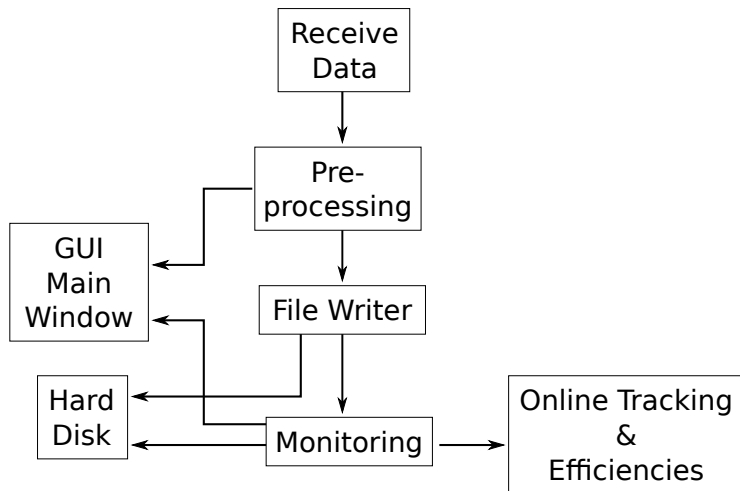 Receive
Data
Pre-
processing
GUI
Main
Window
File Writer
Hard
Disk
Monitoring
Online Tracking
&
Efficiencies